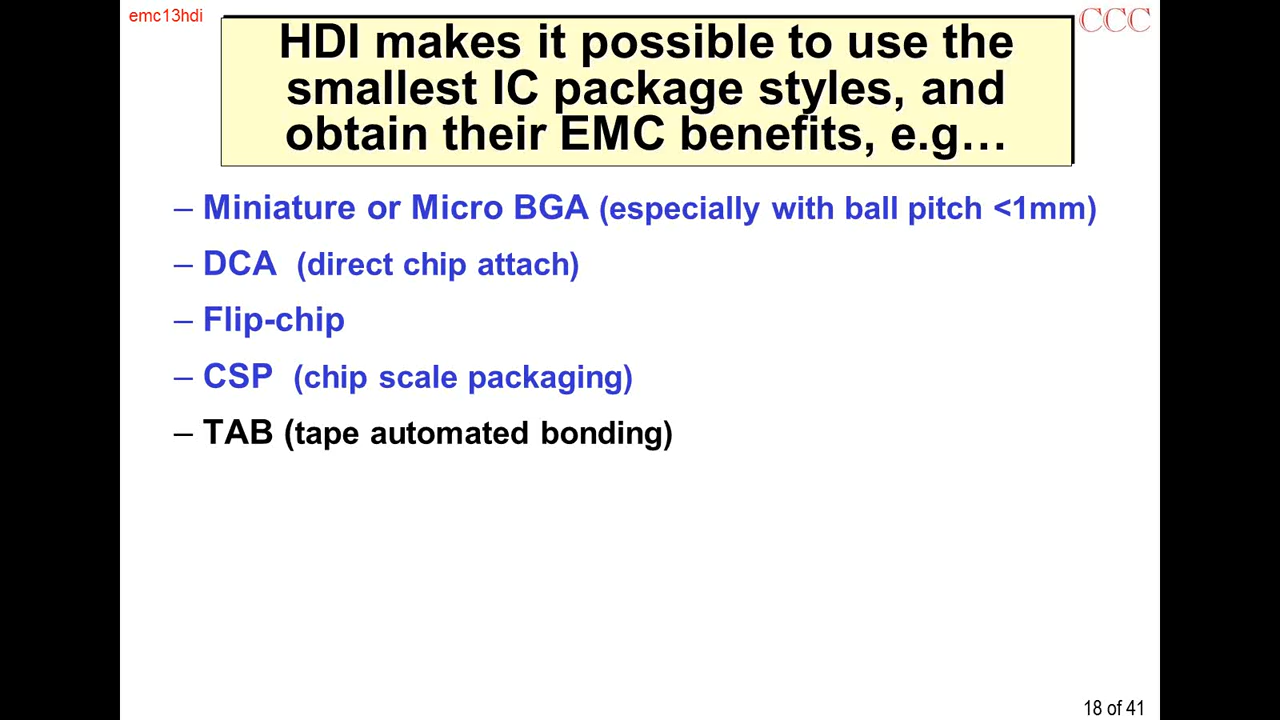 emc13hdi
CCC
HDI makes it possible to use the
smallest IC package styles, and
obtain their EMC benefits, e.g…
– Miniature or Micro BGA (especially with ball pitch <1mm)
– DCA (direct chip attach)
– Flip-chip
– CSP (chip scale packaging)
– TAB (tape automated bonding)
18 of 41